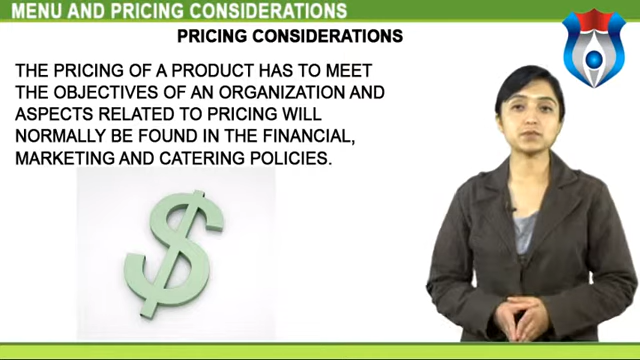 MENU AND PRICING CONSIDERATIONS
PRICING CONSIDERATIONS
THE PRICING OF A PRODUCT HAS TO MEET
THE OBJECTIVES OF AN ORGANIZATION AND
ASPECTS RELATED TO PRICING WILL
NORMALLY BE FOUND IN THE FINANCIAL,
MARKETING AND CATERING POLICIES.
$